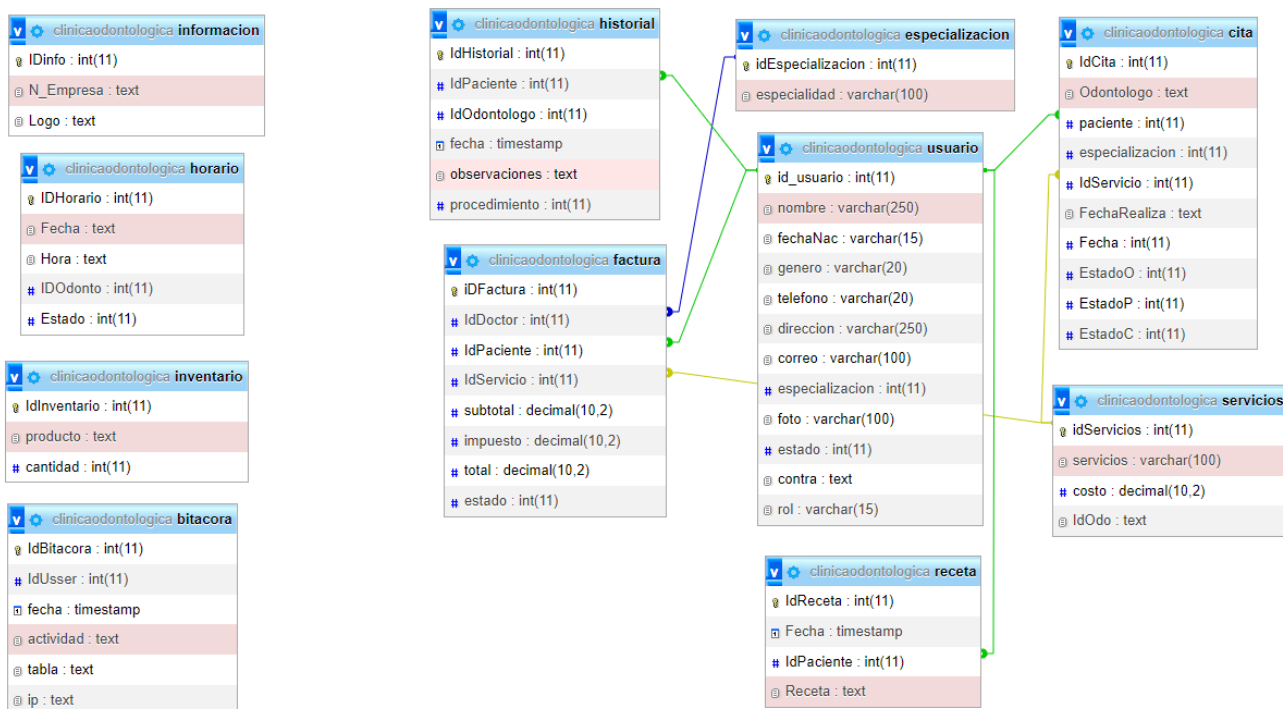 clinicaodontologica informacion
IDinfo : int(11)
N_Empresa : text
Logo : text
clinicaodontologica horario
IDHorario : int(11)
Fecha : text
Hora : text
IDOdonto : int(11)
Estado : int(11)
clinicaodontologica inventario
IdInventario : int(11)
producto : text
cantidad : int(11)
clinicaodontologica bitacora
IdBitacora : int(11)
IdUsser : int(11)
fecha : timestamp
actividad : text
tabla : text
ip : text
clinicaodontologica historial
IdHistorial : int(11)
IdPaciente : int(11)
IdOdontologo : int(11)
fecha : timestamp
observaciones : text
procedimiento : int(11)
clinicaodontologica factura
iDFactura : int(11)
IdDoctor : int(11)
IdPaciente : int(11)
IdServicio : int(11)
subtotal : decimal(10,2)
impuesto : decimal(10,2)
total : decimal(10,2)
estado : int(11)
clinicaodontologica especializacion
idEspecializacion : int(11)
especialidad : varchar(100)
clinicaodontologica usuario
id_usuario : int(11)
nombre : varchar(250)
fechaNac : varchar(15)
genero : varchar(20)
telefono : varchar(20)
direccion : varchar(250)
correo : varchar(100)
especializacion : int(11)
foto : varchar(100)
estado : int(11)
contra : text
rol : varchar(15)
clinicaodontologica receta
IdReceta : int(11)
Fecha : timestamp
IdPaciente : int(11)
Receta : text
clinicaodontologica cita
IdCita : int(11)
Odontologo : text
paciente : int(11)
especializacion : int(11)
IdServicio : int(11)
FechaRealiza : text
Fecha : int(11)
EstadoO : int(11)
EstadoP : int(11)
EstadoC : int(11)
clinicaodontologica servicios
idServicios : int(11)
servicios : varchar(100)
costo : decimal(10,2)
IdOdo : text